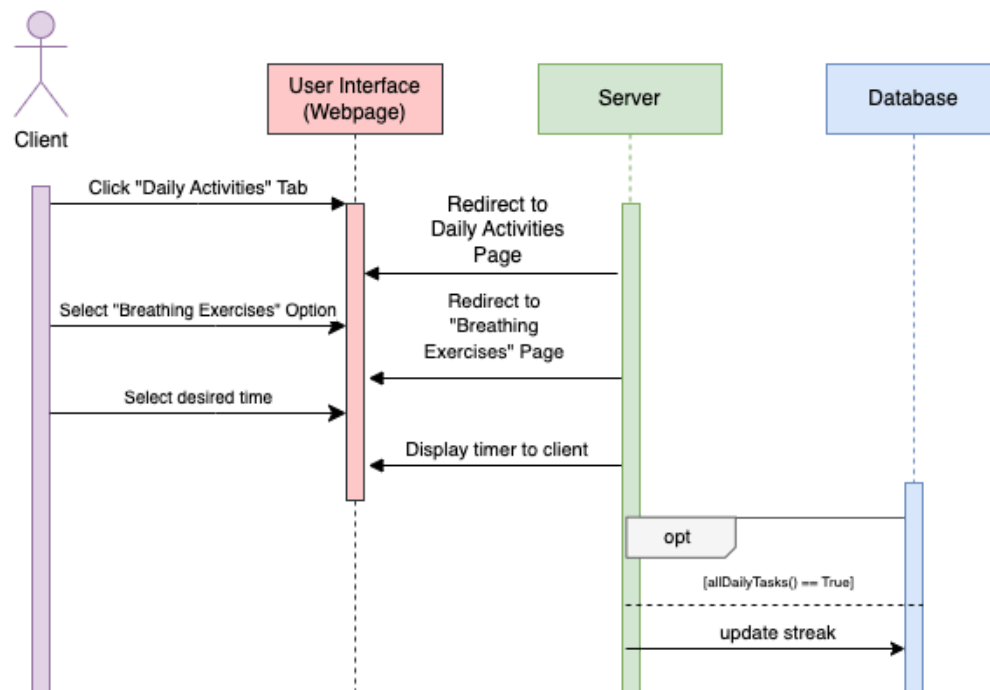 Client
User Interface
(Webpage)
Server
Database
Click "Daily Activities" Tab
Redirect to
Daily Activities
Page
Select "Breathing Exercises" Option
Redirect to
"Breathing
Exercises" Page
Select desired time
Display timer to client
opt
[allDailyTasks() == True]
update streak